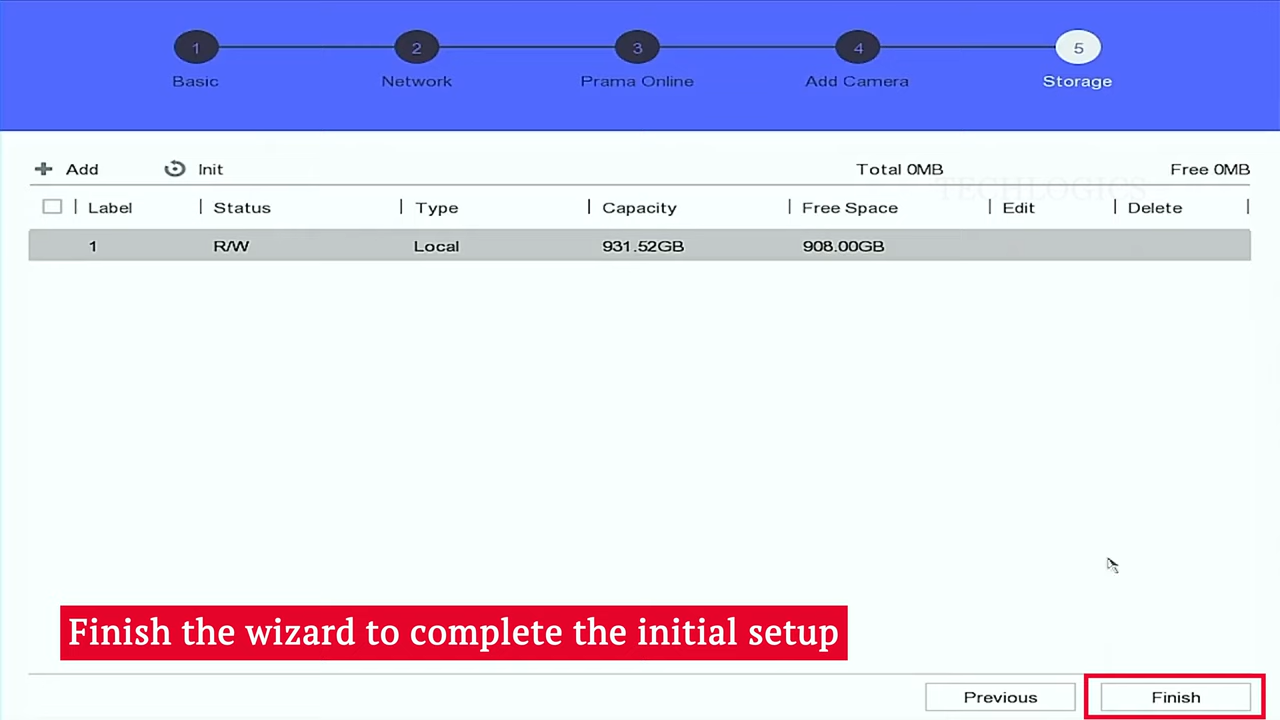 1 2 3 4 5
Basic Network Prama Online Add Camera Storage
Add Init Total 0MB Free 0MB
TECHLOGICS
Label Status Type Capacity Free Space Edit Delete
1 R/W Local 931.52GB 908.00GB
Finish the wizard to complete the initial setup
Previous Finish